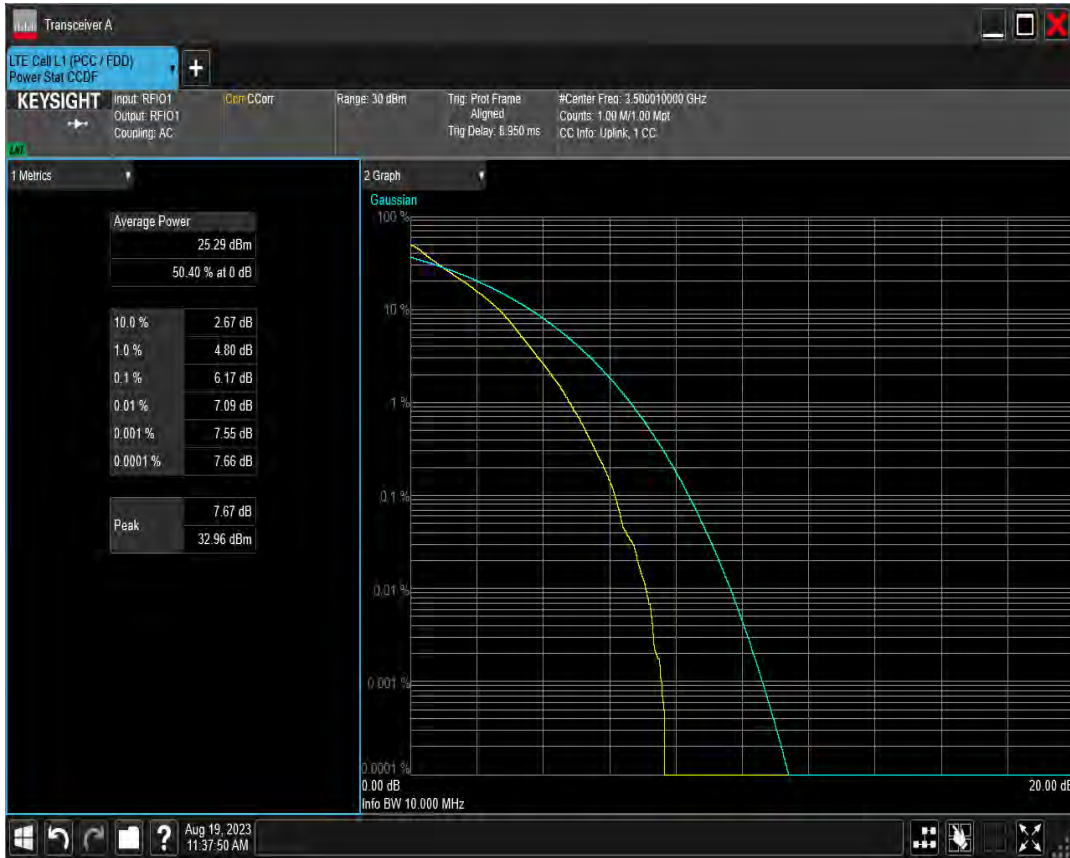 Transceiver A
LTE Cell L1 (PCC / FDD)
Power Stat CCDF
+
KEYSIGHT
Input: RFIO1
Output: RFIO1
Coupling: AC
Corr CCorr
Range: 30 dBm
Trig: Prot Frame
Aligned
Trig Delay: 8.950 ms
#Center Freq: 3.500010000 GHz
Counts: 1.00 M/1.00 Mpt
CC Info: Uplink, 1 CC
1 Metrics
Average Power
25.29 dBm
50.40 % at 0 dB
10.0 % 2.67 dB
1.0 % 4.80 dB
0.1 % 6.17 dB
0.01 % 7.09 dB
0.001 % 7.55 dB
0.0001 % 7.66 dB
Peak 7.67 dB
32.96 dBm
2 Graph
Gaussian
100 %
10 %
1 %
0.1 %
0.01 %
0.001 %
0.0001 %
0.00 dB 20.00 dB
Info BW 10.000 MHz
? Aug 19, 2023
11:37:50 AM